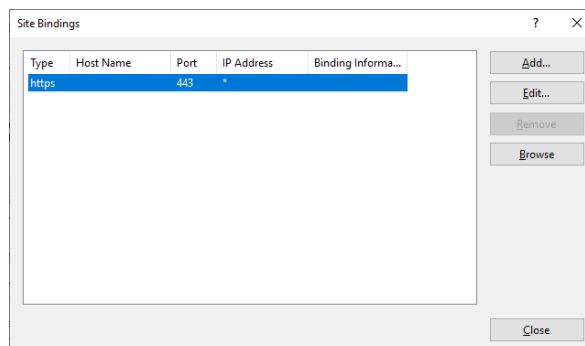 Site Bindings ? ×
Type Host Name Port IP Address Binding Informa...
https 443 *
Add...
Edit...
Remove
Browse
Close